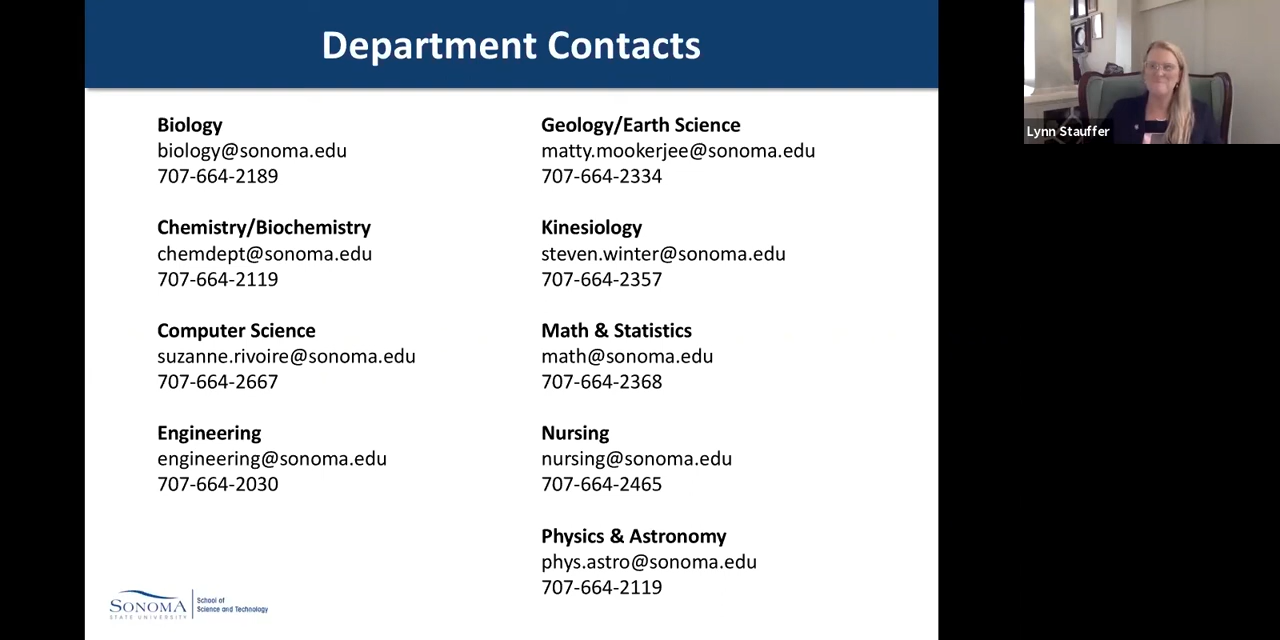 Department Contacts
Biology
biology@sonoma.edu
707-664-2189
Chemistry/Biochemistry
chemdept@sonoma.edu
707-664-2119
Computer Science
suzanne.rivoire@sonoma.edu
707-664-2667
Engineering
engineering@sonoma.edu
707-664-2030
Geology/Earth Science
matty.mookerjee@sonoma.edu
707-664-2334
Kinesiology
steven.winter@sonoma.edu
707-664-2357
Math & Statistics
math@sonoma.edu
707-664-2368
Nursing
nursing@sonoma.edu
707-664-2465
Physics & Astronomy
phys.astro@sonoma.edu
707-664-2119
SONOMA
STATE UNIVERSITY
School of
Science and Technology
Lynn Stauffer